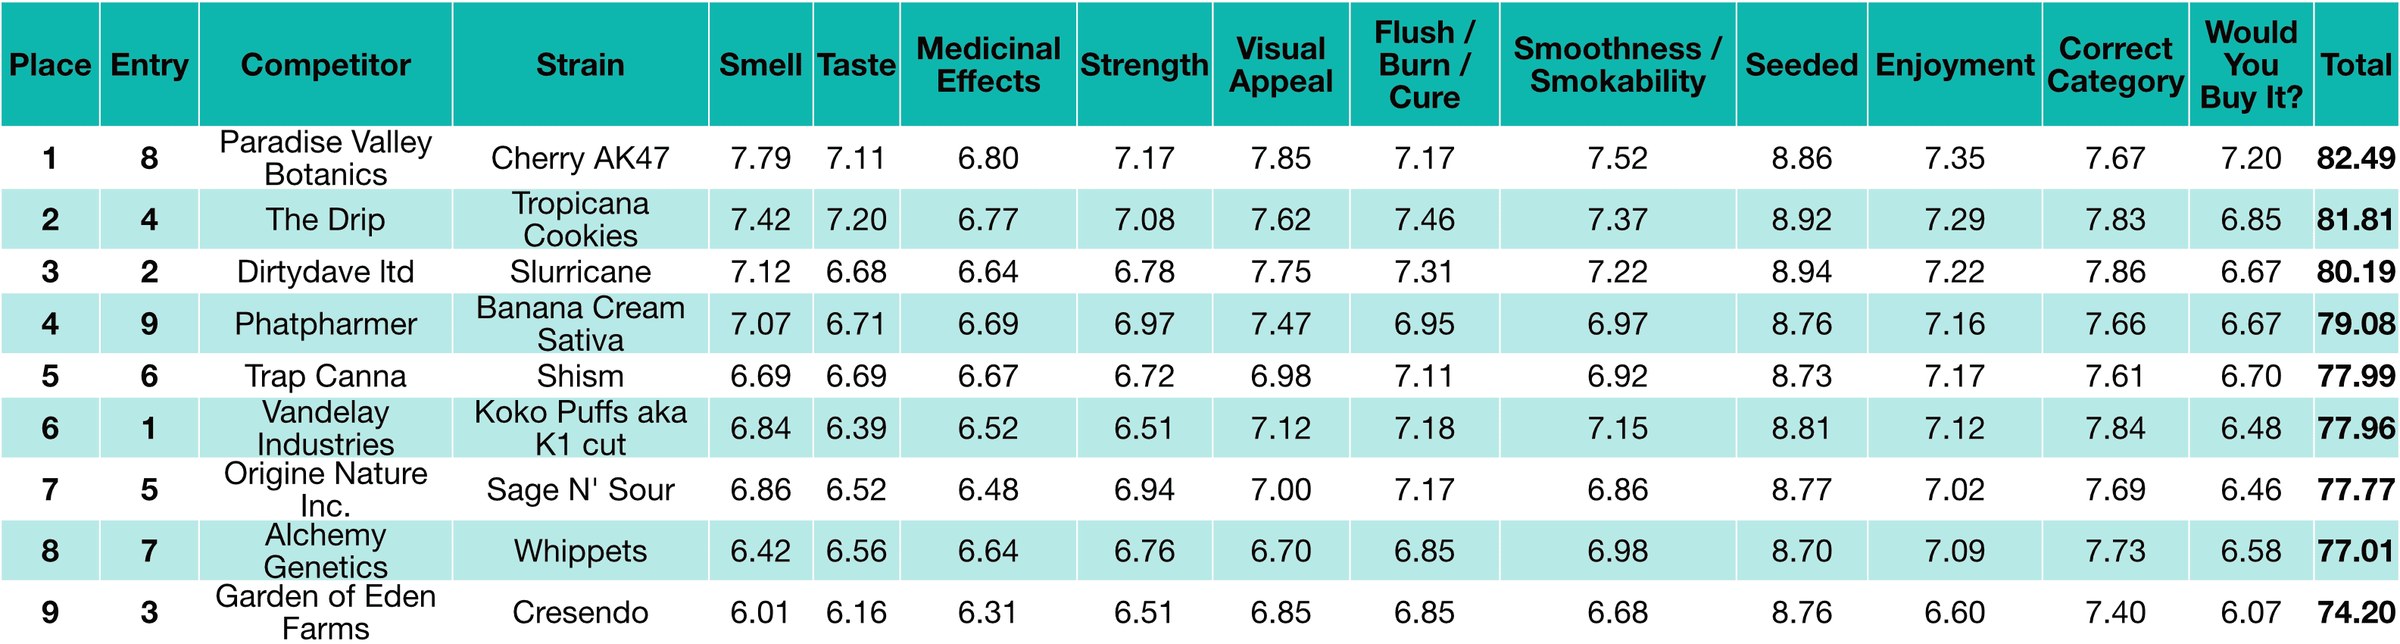 Place Entry Competitor Strain Smell Taste Medicinal Effects Strength Visual Appeal Flush / Burn / Cure Smoothness / Smokability Seeded Enjoyment Correct Category Would You Buy It? Total
1 8 Paradise Valley Botanics Cherry AK47 7.79 7.11 6.80 7.17 7.85 7.17 7.52 8.86 7.35 7.67 7.20 82.49
2 4 The Drip Tropicana Cookies 7.42 7.20 6.77 7.08 7.62 7.46 7.37 8.92 7.29 7.83 6.85 81.81
3 2 Dirtydave ltd Slurricane 7.12 6.68 6.64 6.78 7.75 7.31 7.22 8.94 7.22 7.86 6.67 80.19
4 9 Phatpharmer Banana Cream Sativa 7.07 6.71 6.69 6.97 7.47 6.95 6.97 8.76 7.16 7.66 6.67 79.08
5 6 Trap Canna Shism 6.69 6.69 6.67 6.72 6.98 7.11 6.92 8.73 7.17 7.61 6.70 77.99
6 1 Vandelay Industries Koko Puffs aka K1 cut 6.84 6.39 6.52 6.51 7.12 7.18 7.15 8.81 7.12 7.84 6.48 77.96
7 5 Origine Nature Inc. Sage N' Sour 6.86 6.52 6.48 6.94 7.00 7.17 6.86 8.77 7.02 7.69 6.46 77.77
8 7 Alchemy Genetics Whippets 6.42 6.56 6.64 6.76 6.70 6.85 6.98 8.70 7.09 7.73 6.58 77.01
9 3 Garden of Eden Farms Cresendo 6.01 6.16 6.31 6.51 6.85 6.85 6.68 8.76 6.60 7.40 6.07 74.20